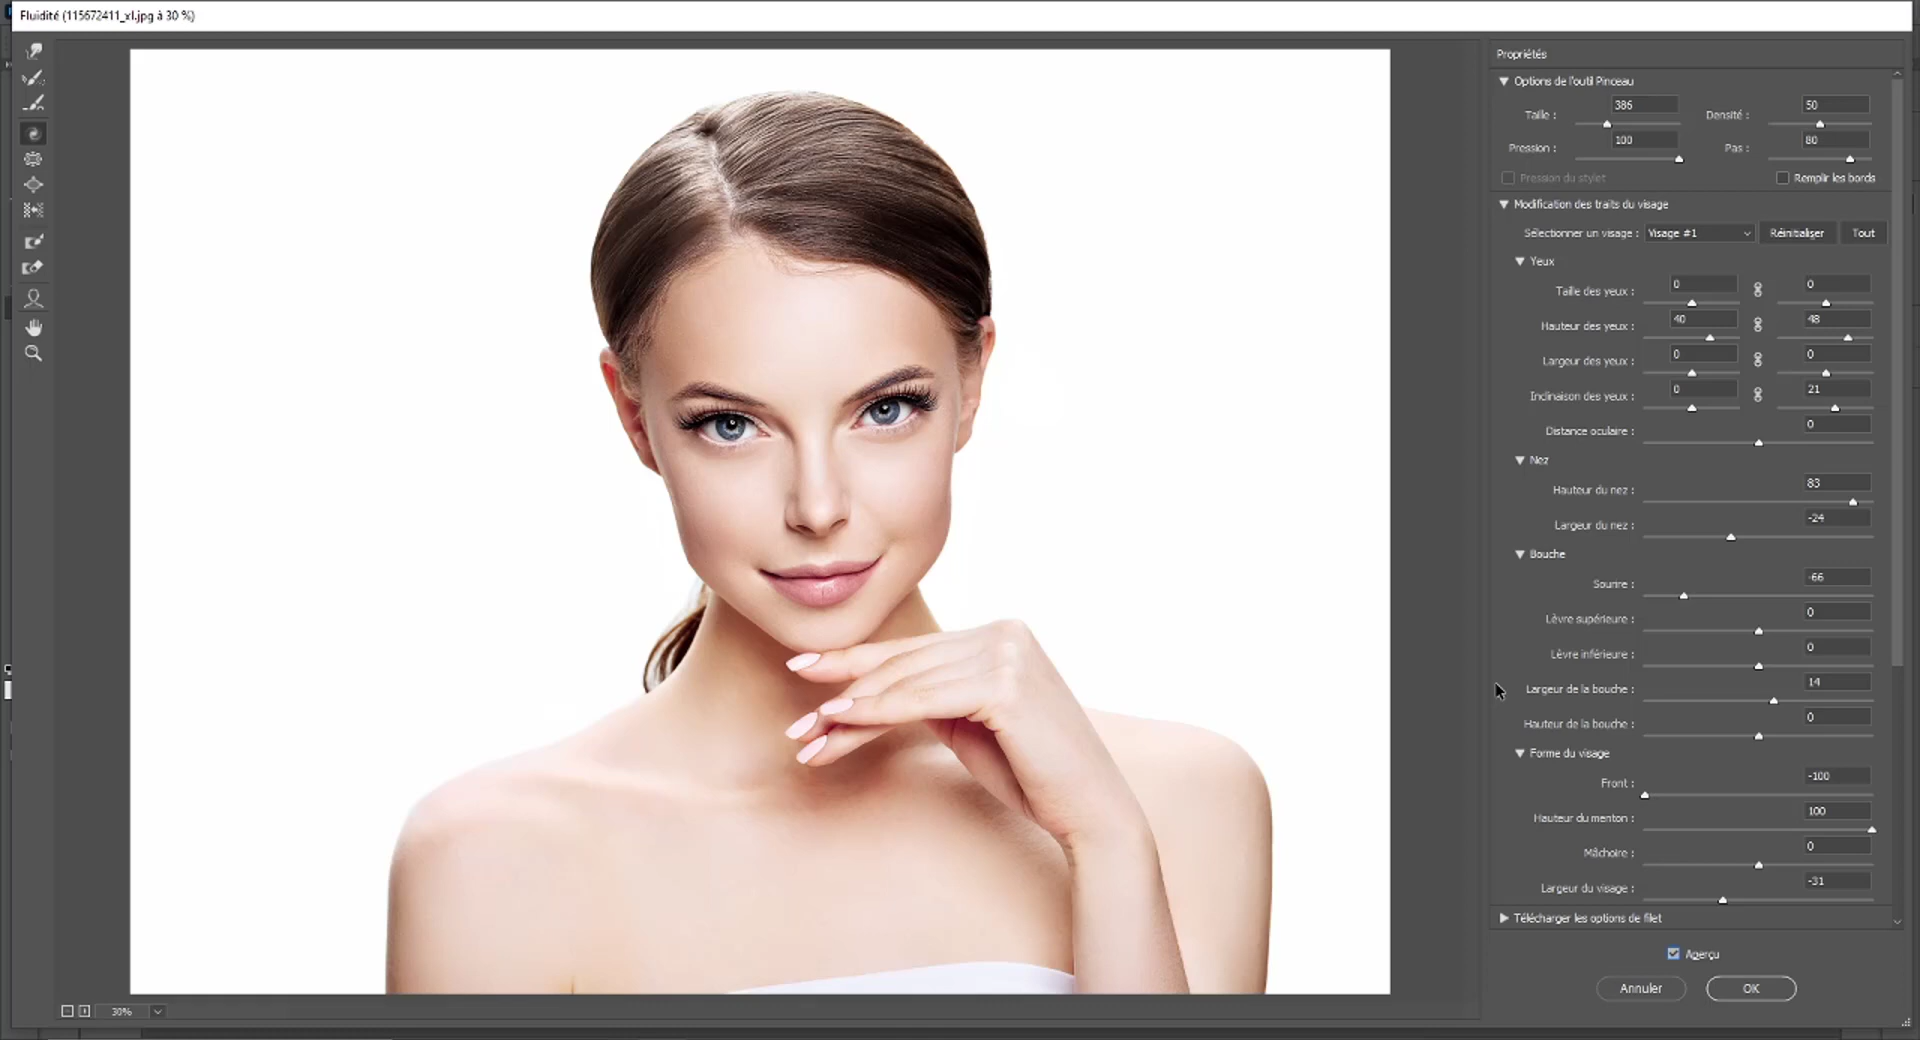 Fluidité (115672411_xl.jpg à 30 %)
Propriétés
Options de l'outil Pinceau
Taille : 386 Densité : 50
Pression : 100 Pas : 80
Pression du stylet Remplir les bords
Modification des traits du visage
Sélectionner un visage : Visage #1 Réinitialiser Tout
Yeux
Taille des yeux : 0 0
Hauteur des yeux : 40 48
Largeur des yeux : 0 0
Inclinaison des yeux : 0 21
Distance oculaire : 0
Nez
Hauteur du nez : 83
Largeur du nez : -24
Bouche
Sourire : -66
Lèvre supérieure : 0
Lèvre inférieure : 0
Largeur de la bouche : 14
Hauteur de la bouche : 0
Forme du visage
Front : -100
Hauteur du menton : 100
Mâchoire : 0
Largeur du visage : -31
Télécharger les options de filet
Aperçu
Annuler OK
30%